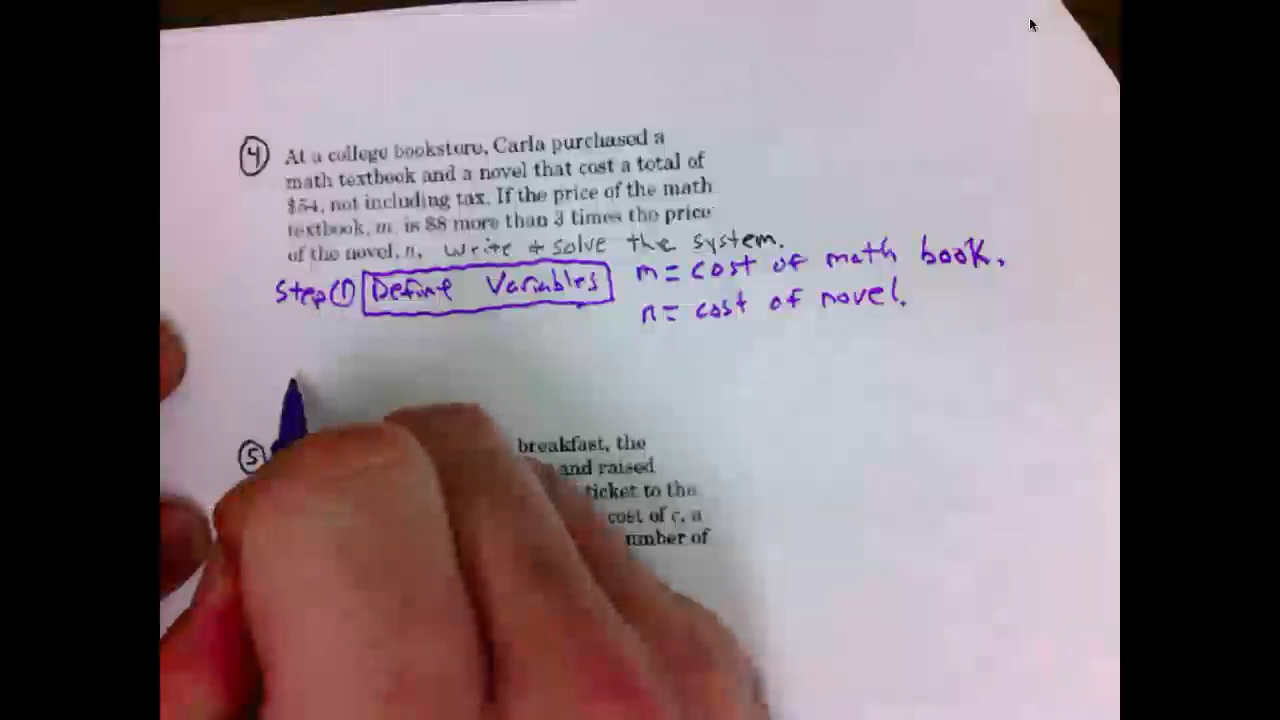 ④ At a college bookstore, Carla purchased a
math textbook and a novel that cost a total of
$54, not including tax. If the price of the math
textbook, m, is $8 more than 3 times the price
of the novel, n, write + solve the system.
Step ① Define Variables
m = cost of math book.
n = cost of novel.
⑤ breakfast, the
and raised
ticket to the
cost of c, a
number of